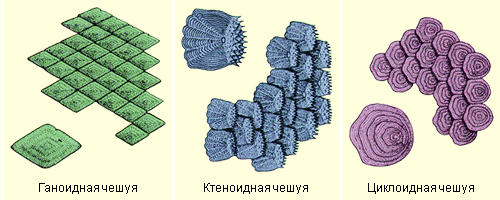 Ганоидная чешуя
Ктеноидная чешуя
Циклоидная чешуя